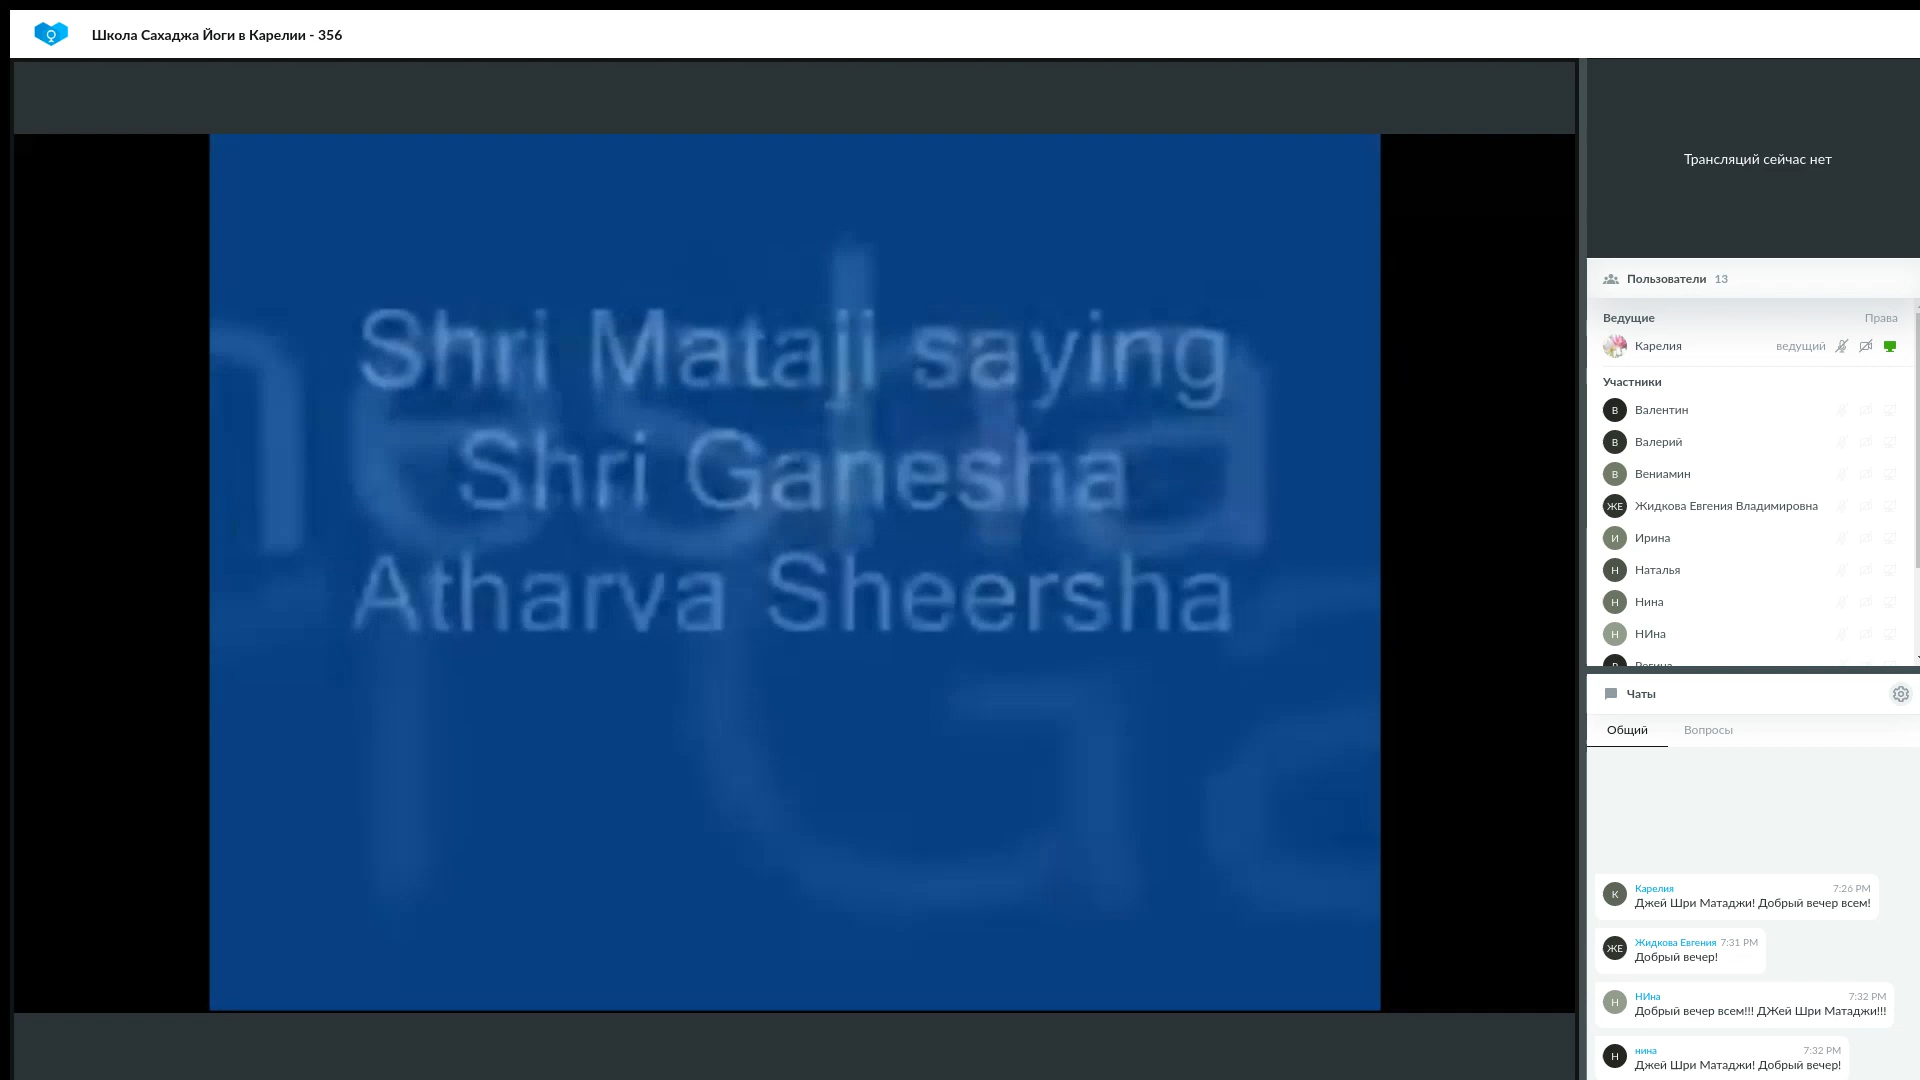 Школа Сахаджа Йоги в Карелии - 356
Shri Mataji saying
Shri Ganesha
Atharva Sheersha
Трансляций сейчас нет
Пользователи 13
Ведущие Права
Карелия ведущий
Участники
В Валентин
В Валерий
В Вениамин
ЖЕ Жидкова Евгения Владимировна
И Ирина
Н Наталья
Н Нина
Н НИна
Чаты
Общий Вопросы
К Карелия 7:26 PM
Джей Шри Матаджи! Добрый вечер всем!
ЖЕ Жидкова Евгения 7:31 PM
Добрый вечер!
Н НИна 7:32 PM
Добрый вечер всем!!! ДЖей Шри Матаджи!!!
Н нина 7:32 PM
Джей Шри Матаджи! Добрый вечер!